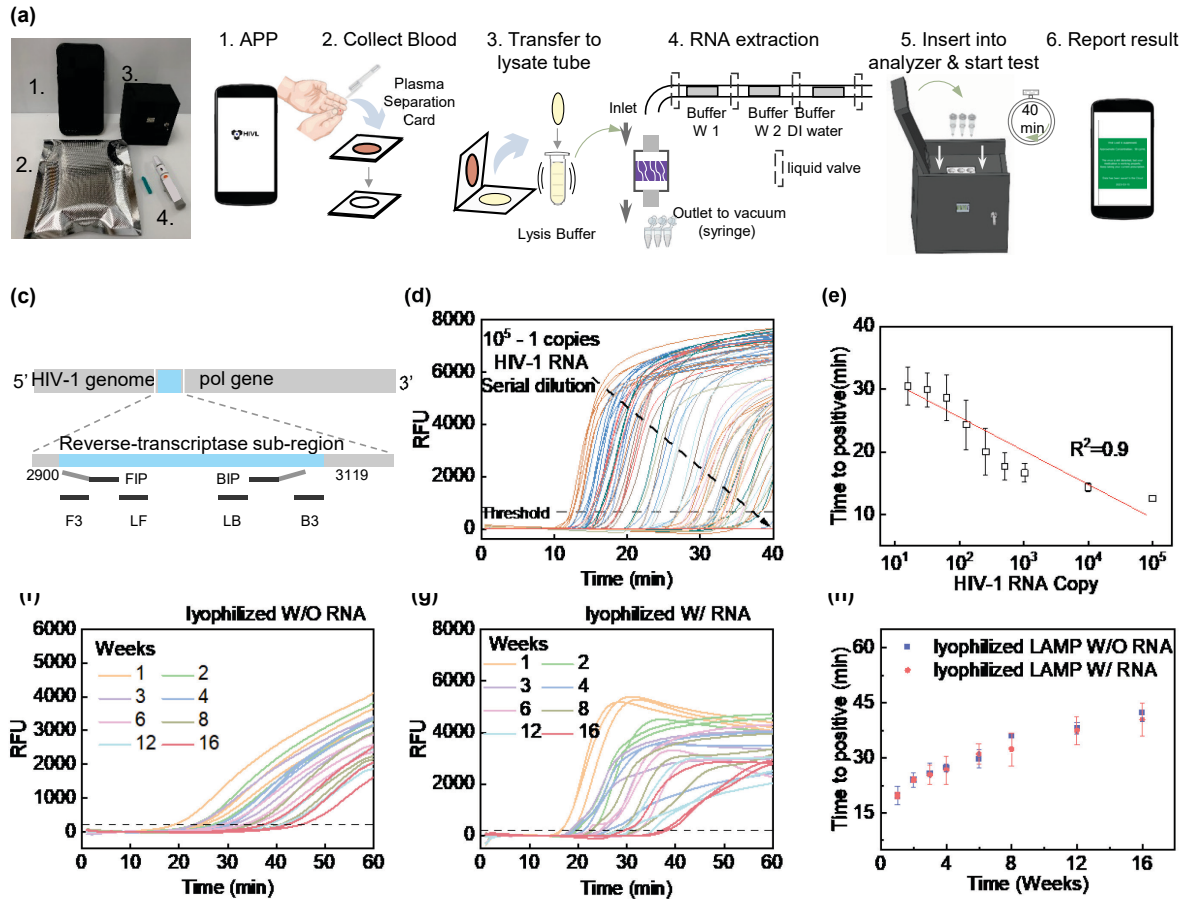 (a)
1. APP
2. Collect Blood
3. Transfer to
lysate tube
4. RNA extraction
5. Insert into
analyzer & start test
6. Report result
1.
3.
2.
4.
HIVL
Plasma
Separation
Card
Lysis Buffer
Inlet
Buffer
W 1
Buffer
W 2
Buffer
DI water
liquid valve
Outlet to vacuum
(syringe)
40
min
(c)
5'
HIV-1 genome
pol gene
3'
Reverse-transcriptase sub-region
2900
FIP
BIP
3119
F3
LF
LB
B3
(d)
8000
7000
6000
5000
4000
3000
2000
1000
0
RFU
10⁵ - 1 copies
HIV-1 RNA
Serial dilution
Threshold
0
10
20
30
40
Time (min)
(e)
40
30
20
10
Time to positive(min)
R²=0.9
10¹
10²
10³
10⁴
10⁵
HIV-1 RNA Copy
(f)
lyophilized W/O RNA
6000
5000
4000
3000
2000
1000
0
RFU
Weeks
1
2
3
4
6
8
12
16
0
10
20
30
40
50
60
Time (min)
(g)
lyophilized W/ RNA
8000
6000
4000
2000
0
RFU
Weeks
1
2
3
4
6
8
12
16
0
10
20
30
40
50
60
Time (min)
(h)
60
45
30
15
Time to positive (min)
lyophilized LAMP W/O RNA
lyophilized LAMP W/ RNA
0
4
8
12
16
Time (Weeks)